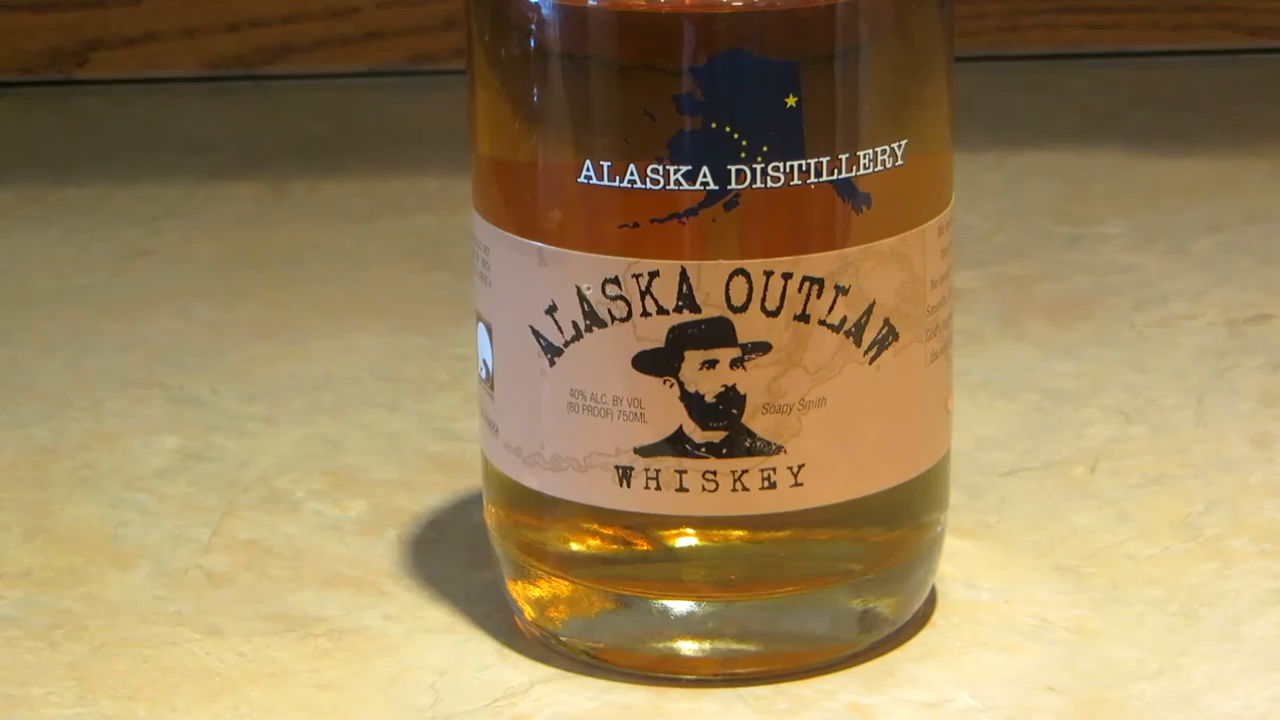 ALASKA DISTILLERY
ALASKA OUTLAW
40% ALC. BY VOL
(80 PROOF) 750ML
Soapy Smith
WHISKEY